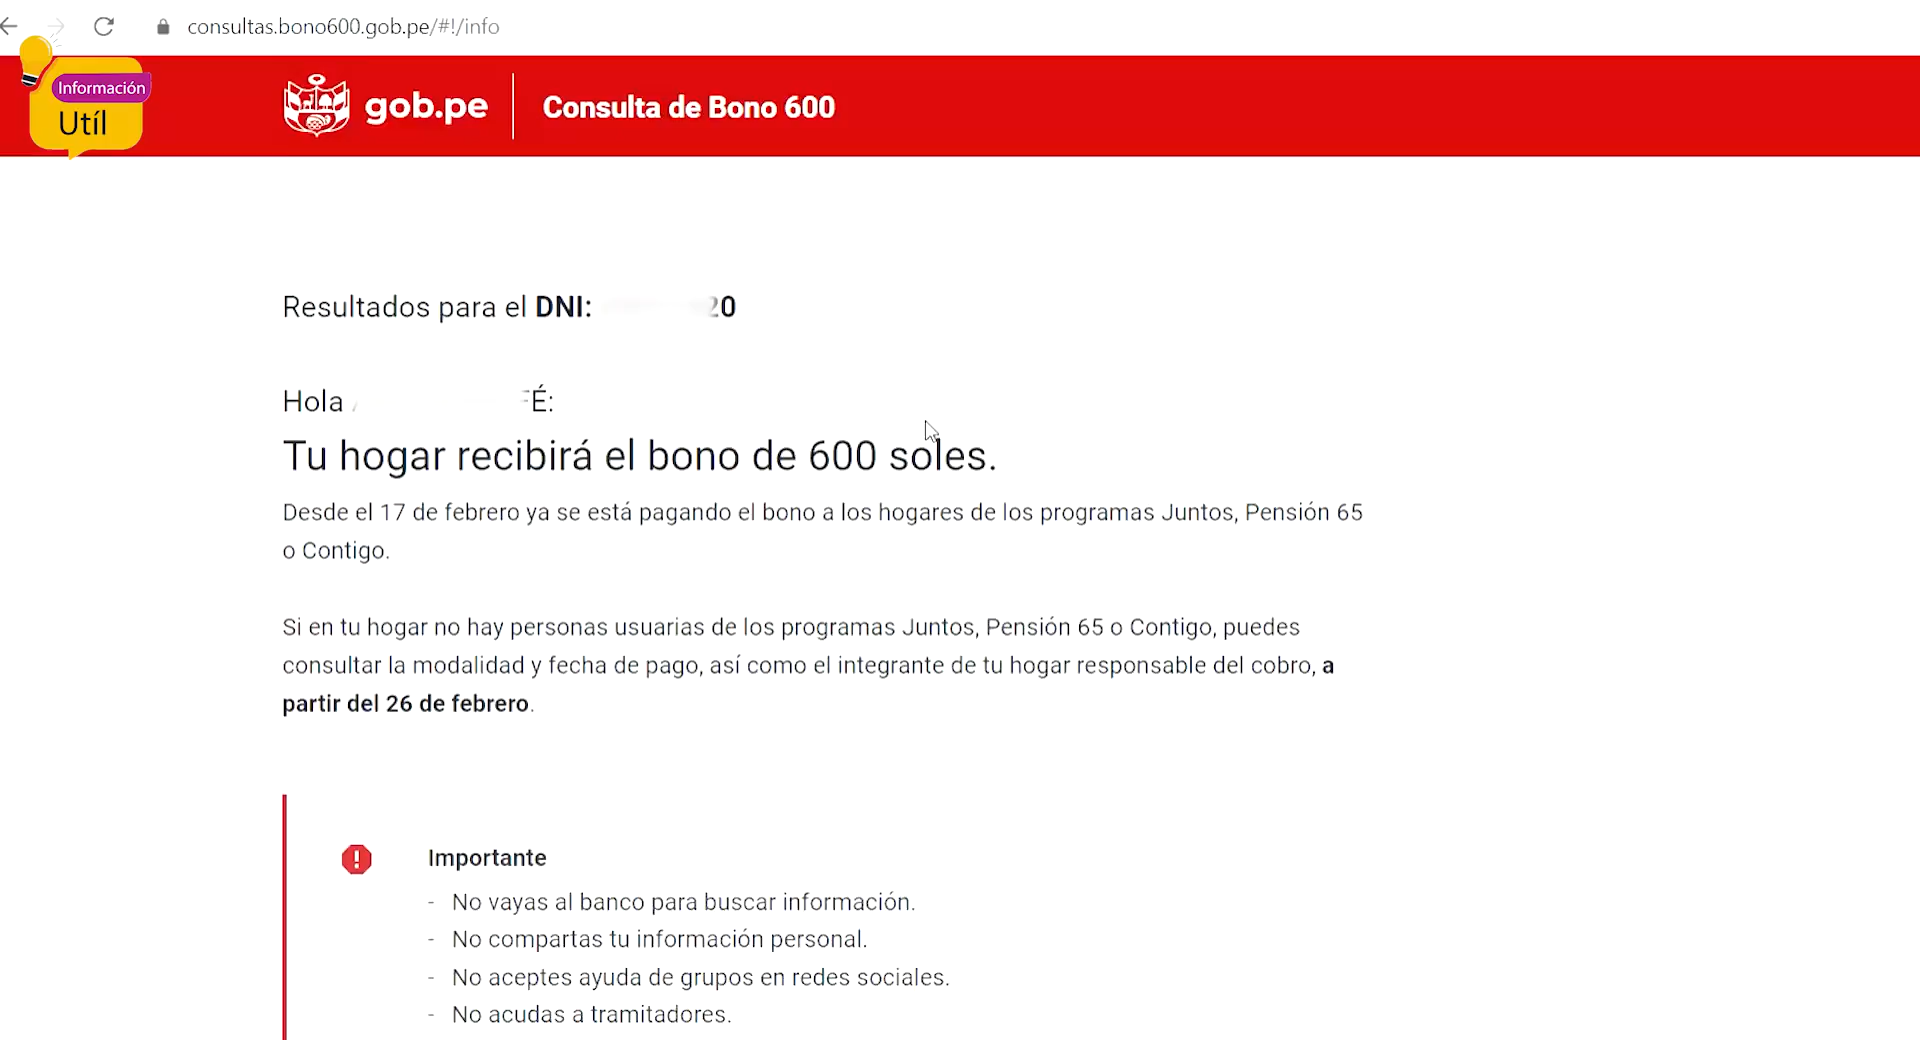 consultas.bono600.gob.pe/#!/info
Información
Utíl
gob.pe
Consulta de Bono 600
Resultados para el DNI: 20
Hola É:
Tu hogar recibirá el bono de 600 soles.
Desde el 17 de febrero ya se está pagando el bono a los hogares de los programas Juntos, Pensión 65
o Contigo.
Si en tu hogar no hay personas usuarias de los programas Juntos, Pensión 65 o Contigo, puedes
consultar la modalidad y fecha de pago, así como el integrante de tu hogar responsable del cobro, a
partir del 26 de febrero.
Importante
- No vayas al banco para buscar información.
- No compartas tu información personal.
- No aceptes ayuda de grupos en redes sociales.
- No acudas a tramitadores.